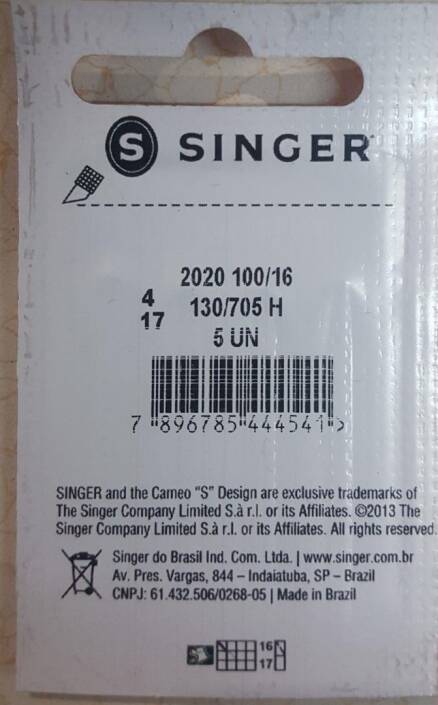 S SINGER
2020 100/16
4 130/705 H
17
5 UN
7 896785 444541 >
SINGER and the Cameo "S" Design are exclusive trademarks of
The Singer Company Limited S.à r.l. or its Affiliates. ©2013 The
Singer Company Limited S.à r.l. or its Affiliates. All rights reserved.
Singer do Brasil Ind. Com. Ltda. | www.singer.com.br
Av. Pres. Vargas, 844 – Indaiatuba, SP – Brazil
CNPJ: 61.432.506/0268-05 | Made in Brazil
16
17